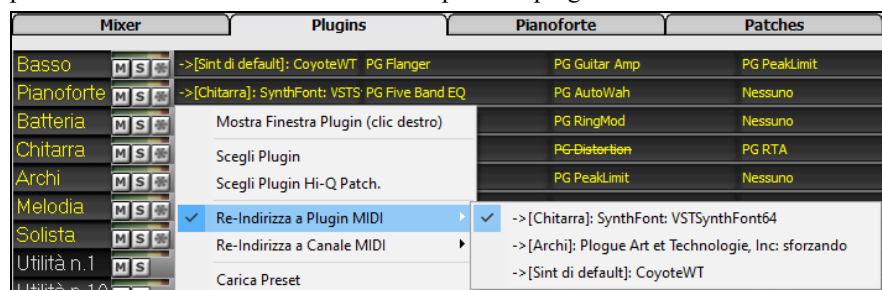 Mixer Plugins Pianoforte Patches
Basso M S ->[Sint di default]: CoyoteWT PG Flanger PG Guitar Amp PG PeakLimit
Pianoforte M S ->[Chitarra]: SynthFont: VSTS PG Five Band EQ PG AutoWah Nessuno
Batteria M S Mostra Finestra Plugin (clic destro) PG RingMod Nessuno
Chitarra M S Scegli Plugin PG Distortion PG RTA
Archi M S Scegli Plugin Hi-Q Patch. PG PeakLimit Nessuno
Melodia M S Re-Indirizza a Plugin MIDI ->[Chitarra]: SynthFont: VSTSynthFont64
Solista M S Re-Indirizza a Canale MIDI ->[Archi]: Plogue Art et Technologie, Inc: sforzando
Utilità n.1 M S Carica Preset ->[Sint di default]: CoyoteWT